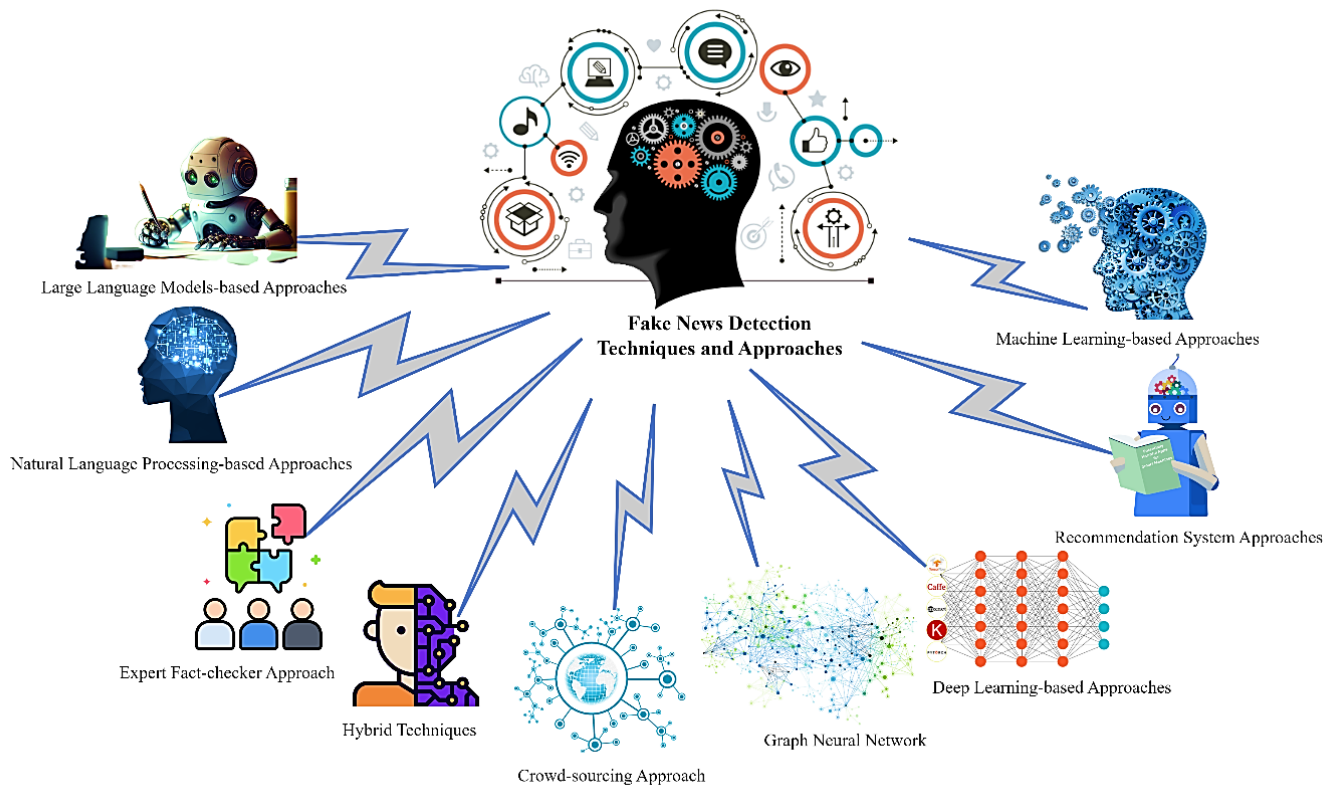 Fake News Detection
Techniques and Approaches
Large Language Models-based Approaches
Machine Learning-based Approaches
Natural Language Processing-based Approaches
Recommendation System Approaches
Expert Fact-checker Approach
Caffe
K
Deep Learning-based Approaches
Hybrid Techniques
Graph Neural Network
Crowd-sourcing Approach